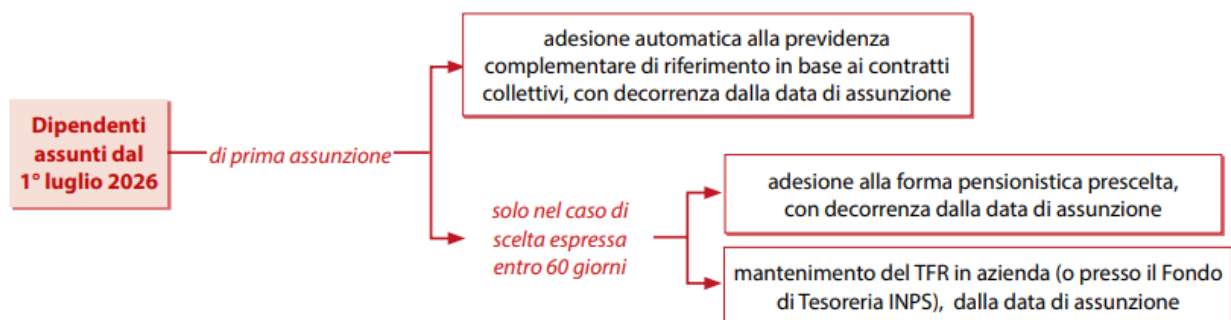 Dipendenti
assunti dal
1° luglio 2026
di prima assunzione
adesione automatica alla previdenza
complementare di riferimento in base ai contratti
collettivi, con decorrenza dalla data di assunzione
solo nel caso di
scelta espressa
entro 60 giorni
adesione alla forma pensionistica prescelta,
con decorrenza dalla data di assunzione
mantenimento del TFR in azienda (o presso il Fondo
di Tesoreria INPS), dalla data di assunzione